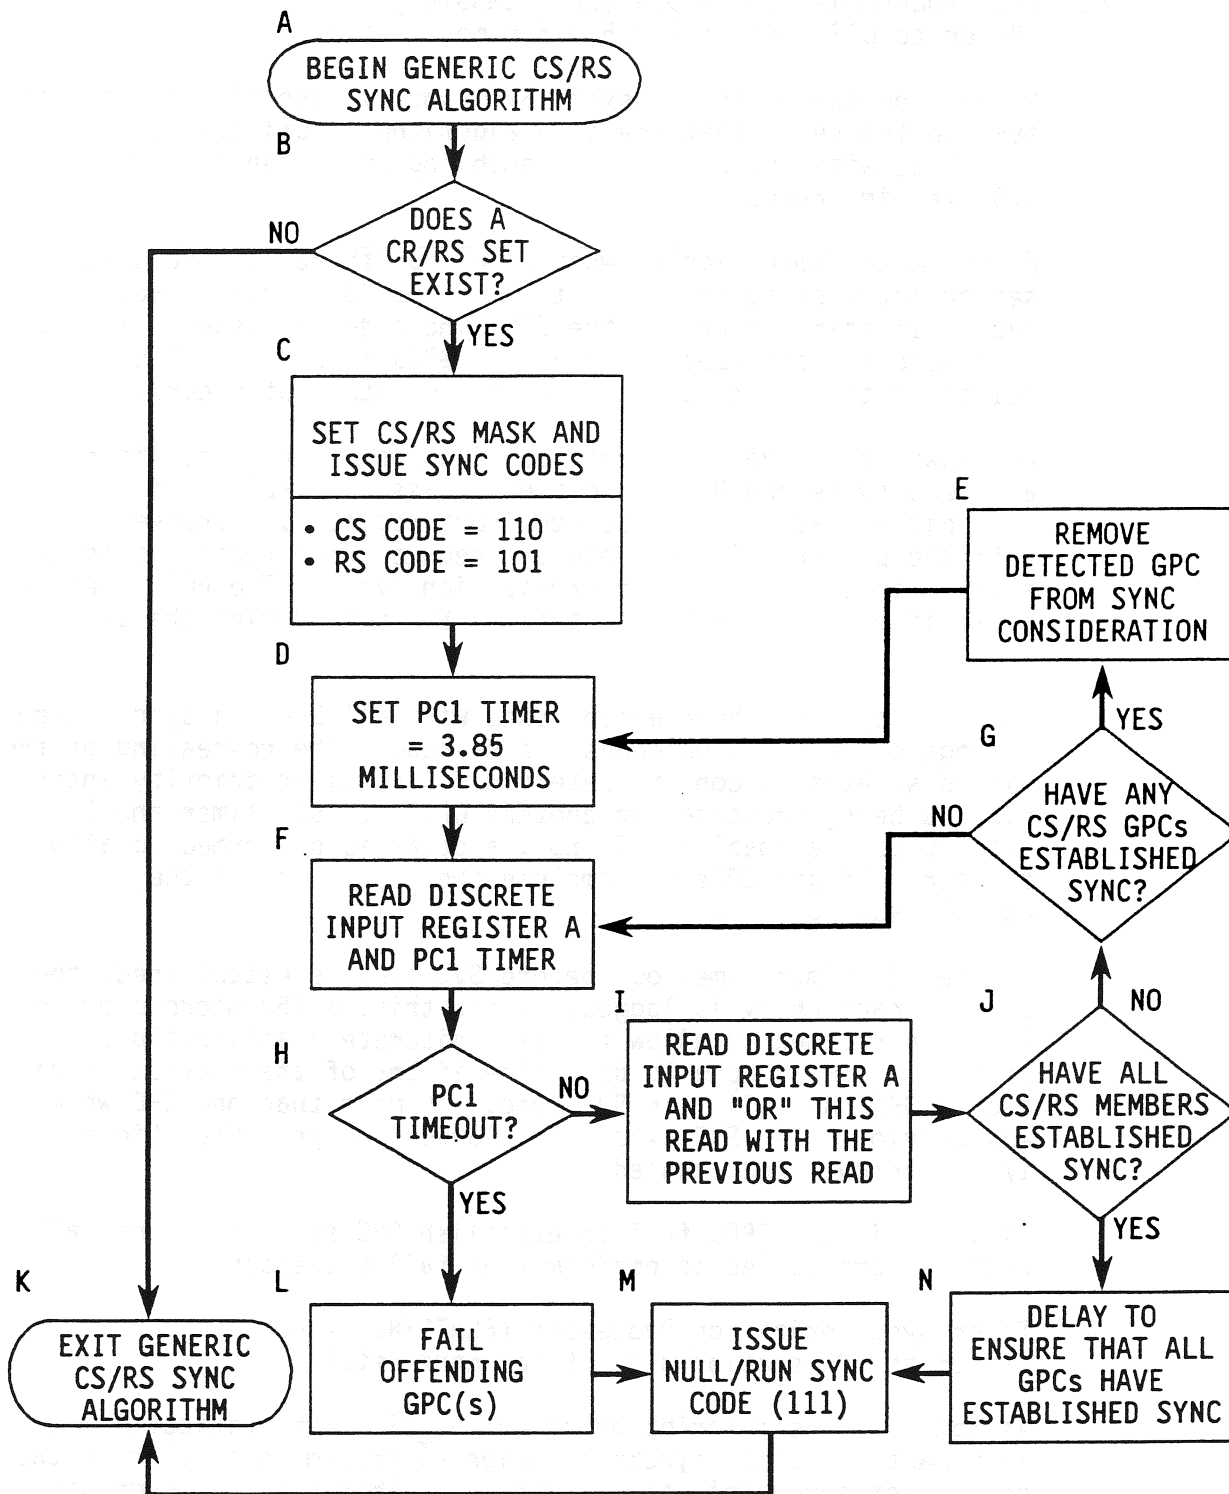 A
BEGIN GENERIC CS/RS
SYNC ALGORITHM
B
DOES A
CR/RS SET
EXIST?
NO
YES
C
SET CS/RS MASK AND
ISSUE SYNC CODES
• CS CODE = 110
• RS CODE = 101
E
REMOVE
DETECTED GPC
FROM SYNC
CONSIDERATION
D
SET PC1 TIMER
= 3.85
MILLISECONDS
YES
G
HAVE ANY
CS/RS GPCs
ESTABLISHED
SYNC?
NO
F
READ DISCRETE
INPUT REGISTER A
AND PC1 TIMER
H
PC1
TIMEOUT?
NO
YES
I
READ DISCRETE
INPUT REGISTER A
AND "OR" THIS
READ WITH THE
PREVIOUS READ
J
NO
HAVE ALL
CS/RS MEMBERS
ESTABLISHED
SYNC?
YES
K
EXIT GENERIC
CS/RS SYNC
ALGORITHM
L
FAIL
OFFENDING
GPC(s)
M
ISSUE
NULL/RUN SYNC
CODE (111)
N
DELAY TO
ENSURE THAT ALL
GPCs HAVE
ESTABLISHED SYNC